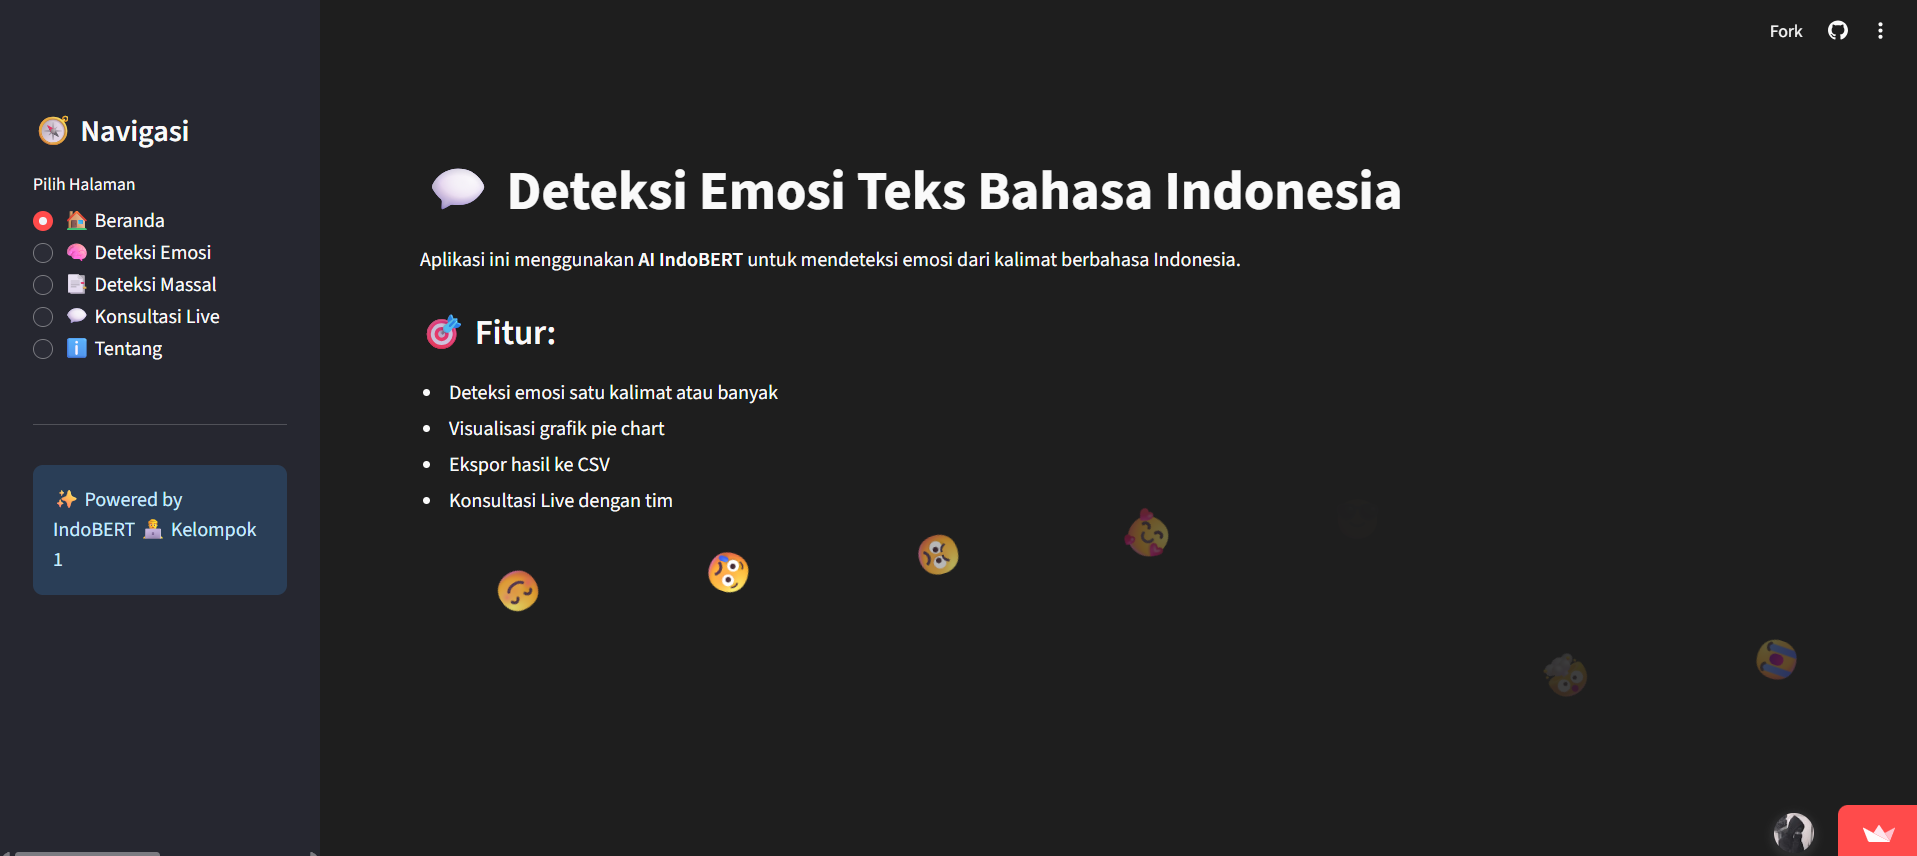 Fork
Navigasi
Pilih Halaman
Beranda
Deteksi Emosi
Deteksi Massal
Konsultasi Live
Tentang
✨ Powered by
IndoBERT 👩‍💻 Kelompok
1
Deteksi Emosi Teks Bahasa Indonesia
Aplikasi ini menggunakan AI IndoBERT untuk mendeteksi emosi dari kalimat berbahasa Indonesia.
Fitur:
• Deteksi emosi satu kalimat atau banyak
• Visualisasi grafik pie chart
• Ekspor hasil ke CSV
• Konsultasi Live dengan tim